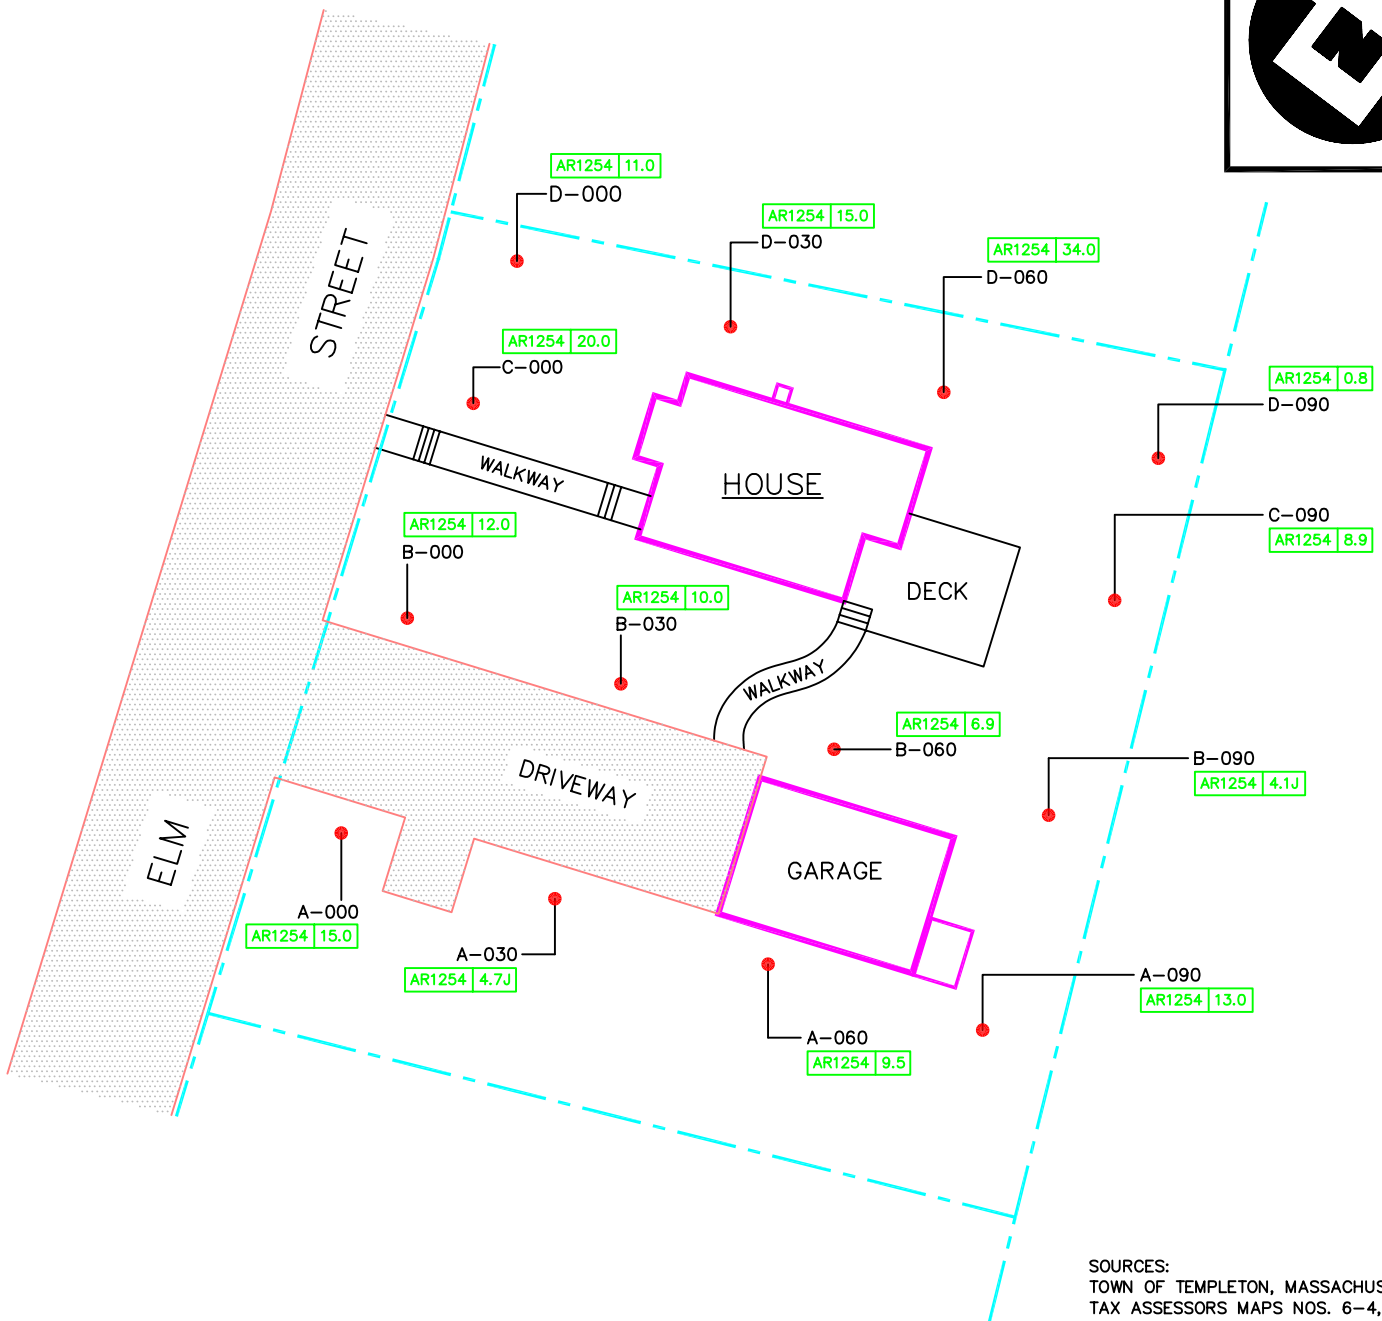 N
AR1254 11.0
D-000
AR1254 15.0
D-030
AR1254 34.0
D-060
STREET
AR1254 20.0
C-000
AR1254 0.8
D-090
WALKWAY
HOUSE
AR1254 12.0
B-000
C-090
AR1254 8.9
AR1254 10.0
B-030
DECK
WALKWAY
AR1254 6.9
B-060
B-090
AR1254 4.1J
DRIVEWAY
ELM
GARAGE
A-000
AR1254 15.0
A-030
AR1254 4.7J
A-090
AR1254 13.0
A-060
AR1254 9.5
SOURCES:
TOWN OF TEMPLETON, MASSACHUS
TAX ASSESSORS MAPS NOS. 6-4,